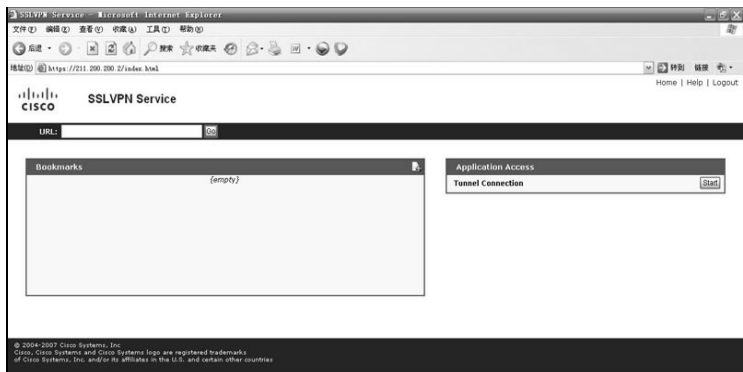 SSLVPN Service - Microsoft Internet Explorer
文件(F) 编辑(E) 查看(V) 收藏(A) 工具(T) 帮助(H)
后退 搜索 收藏夹
地址(D) https://211.200.200.2/index.html 转到 链接
Home | Help | Logout
CISCO
SSLVPN Service
URL: Go
Bookmarks
{empty}
Application Access
Tunnel Connection Start
© 2004-2007 Cisco Systems, Inc
Cisco, Cisco Systems and Cisco Systems logo are registered trademarks
of Cisco Systems, Inc. and/or its affiliates in the U.S. and certain other countries